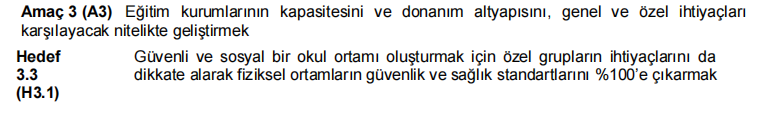 Amaç 3 (A3) Eğitim kurumlarının kapasitesini ve donanım altyapısını, genel ve özel ihtiyaçları
karşılayacak nitelikte geliştirmek
Hedef 3.3 (H3.1)
Güvenli ve sosyal bir okul ortamı oluşturmak için özel grupların ihtiyaçlarını da
dikkate alarak fiziksel ortamların güvenlik ve sağlık standartlarını %100’e çıkarmak